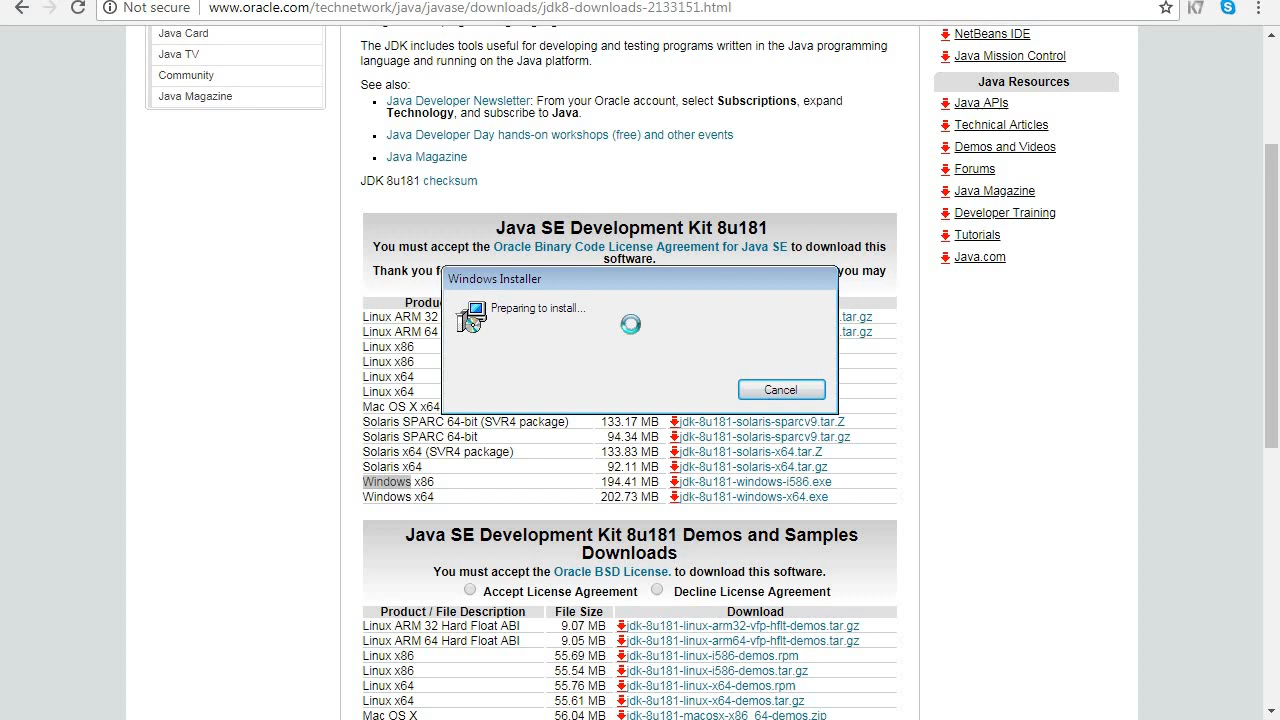 Not secure
www.oracle.com/technetwork/java/javase/downloads/jdk8-downloads-2133151.html
Java Card
Java TV
Community
Java Magazine
The JDK includes tools useful for developing and testing programs written in the Java programming
language and running on the Java platform.
See also:
Java Developer Newsletter: From your Oracle account, select Subscriptions, expand
Technology, and subscribe to Java.
Java Developer Day hands-on workshops (free) and other events
Java Magazine
JDK 8u181 checksum
Java SE Development Kit 8u181
You must accept the Oracle Binary Code License Agreement for Java SE to download this
software.
Thank you f
you may
Windows Installer
Preparing to install...
Cancel
Produ
Linux ARM 32
.tar.gz
Linux ARM 64
.tar.gz
Linux x86
Linux x86
Linux x64
Linux x64
Mac OS X x64
Solaris SPARC 64-bit (SVR4 package) 133.17 MB jdk-8u181-solaris-sparcv9.tar.Z
Solaris SPARC 64-bit 94.34 MB jdk-8u181-solaris-sparcv9.tar.gz
Solaris x64 (SVR4 package) 133.83 MB jdk-8u181-solaris-x64.tar.Z
Solaris x64 92.11 MB jdk-8u181-solaris-x64.tar.gz
Windows x86 194.41 MB jdk-8u181-windows-i586.exe
Windows x64 202.73 MB jdk-8u181-windows-x64.exe
Java SE Development Kit 8u181 Demos and Samples
Downloads
You must accept the Oracle BSD License. to download this software.
Accept License Agreement Decline License Agreement
Product / File Description File Size Download
Linux ARM 32 Hard Float ABI 9.07 MB jdk-8u181-linux-arm32-vfp-hflt-demos.tar.gz
Linux ARM 64 Hard Float ABI 9.05 MB jdk-8u181-linux-arm64-vfp-hflt-demos.tar.gz
Linux x86 55.69 MB jdk-8u181-linux-i586-demos.rpm
Linux x86 55.54 MB jdk-8u181-linux-i586-demos.tar.gz
Linux x64 55.76 MB jdk-8u181-linux-x64-demos.rpm
Linux x64 55.61 MB jdk-8u181-linux-x64-demos.tar.gz
Mac OS X 56.04 MB jdk-8u181-macosx-x86_64-demos.zip
NetBeans IDE
Java Mission Control
Java Resources
Java APIs
Technical Articles
Demos and Videos
Forums
Java Magazine
Developer Training
Tutorials
Java.com